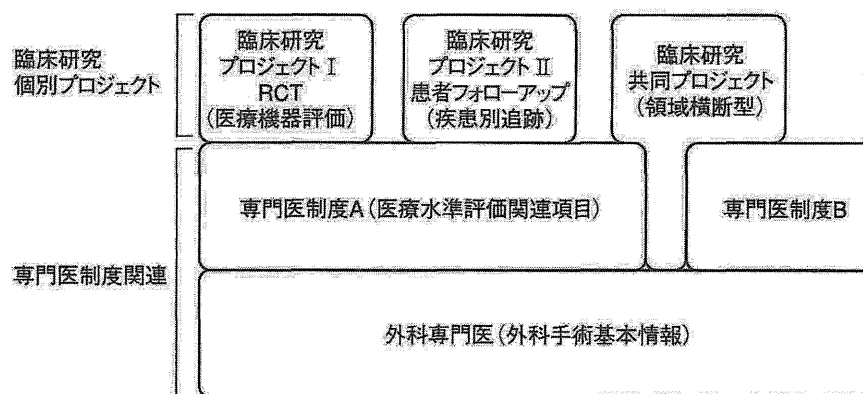 臨床研究
個別プロジェクト
臨床研究
プロジェクトⅠ
RCT
(医療機器評価)
臨床研究
プロジェクトⅡ
患者フォローアップ
(疾患別追跡)
臨床研究
共同プロジェクト
(領域横断型)
専門医制度関連
専門医制度A(医療水準評価関連項目)
専門医制度B
外科専門医(外科手術基本情報)